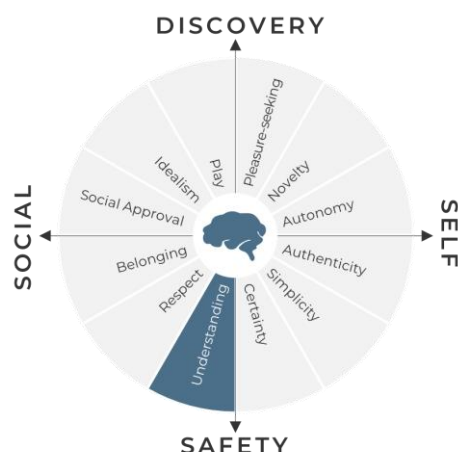 DISCOVERY
Pleasure-seeking
Novelty
Autonomy
Authenticity
Simplicity
Certainty
Understanding
Respect
Belonging
Social Approval
Idealism
Play
SOCIAL
SELF
SAFETY